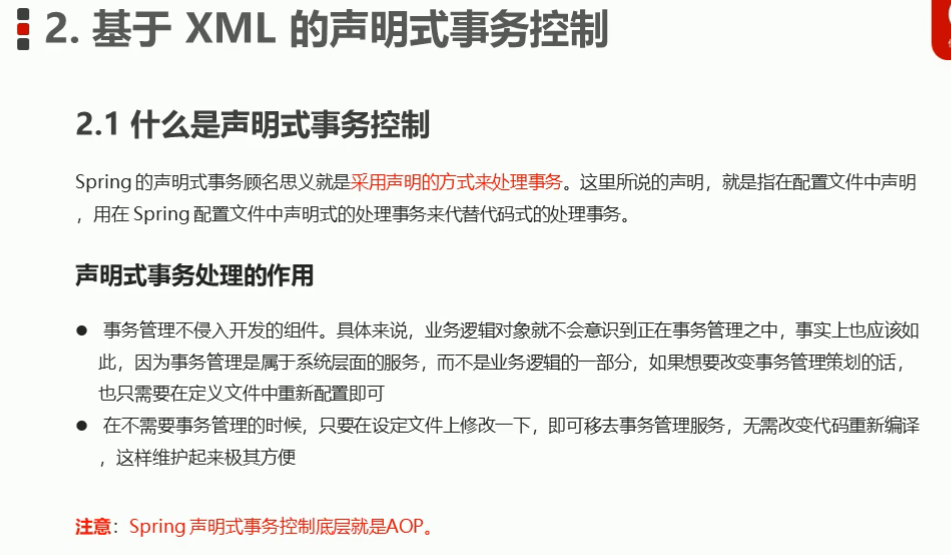 2. 基于 XML 的声明式事务控制
2.1 什么是声明式事务控制
Spring 的声明式事务顾名思义就是采用声明的方式来处理事务。这里所说的声明，就是指在配置文件中声明
，用在 Spring 配置文件中声明式的处理事务来代替代码式的处理事务。
声明式事务处理的作用
● 事务管理不侵入开发的组件。具体来说，业务逻辑对象就不会意识到正在事务管理之中，事实上也应该如
此，因为事务管理是属于系统层面的服务，而不是业务逻辑的一部分，如果想要改变事务管理策划的话，
也只需要在定义文件中重新配置即可
● 在不需要事务管理的时候，只要在设定文件上修改一下，即可移去事务管理服务，无需改变代码重新编译
，这样维护起来极其方便
注意：Spring 声明式事务控制底层就是AOP。